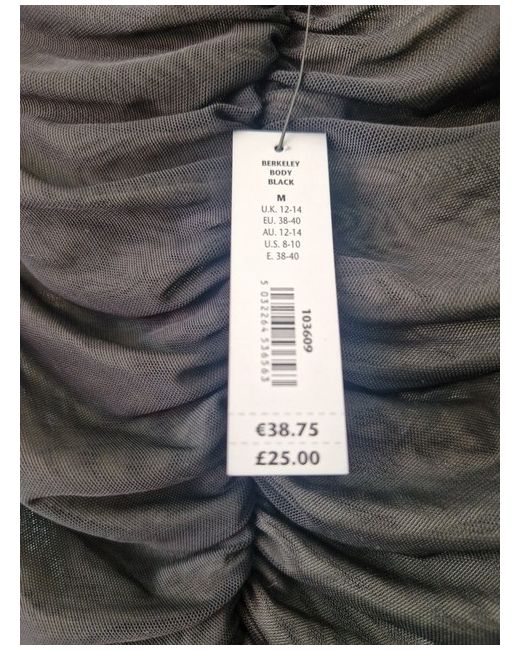 BERKELEY
BODY
BLACK
M
U.K. 12-14
EU. 38-40
AU. 12-14
U.S. 8-10
E. 38-40
103609
5 032264 536563
€38.75
£25.00